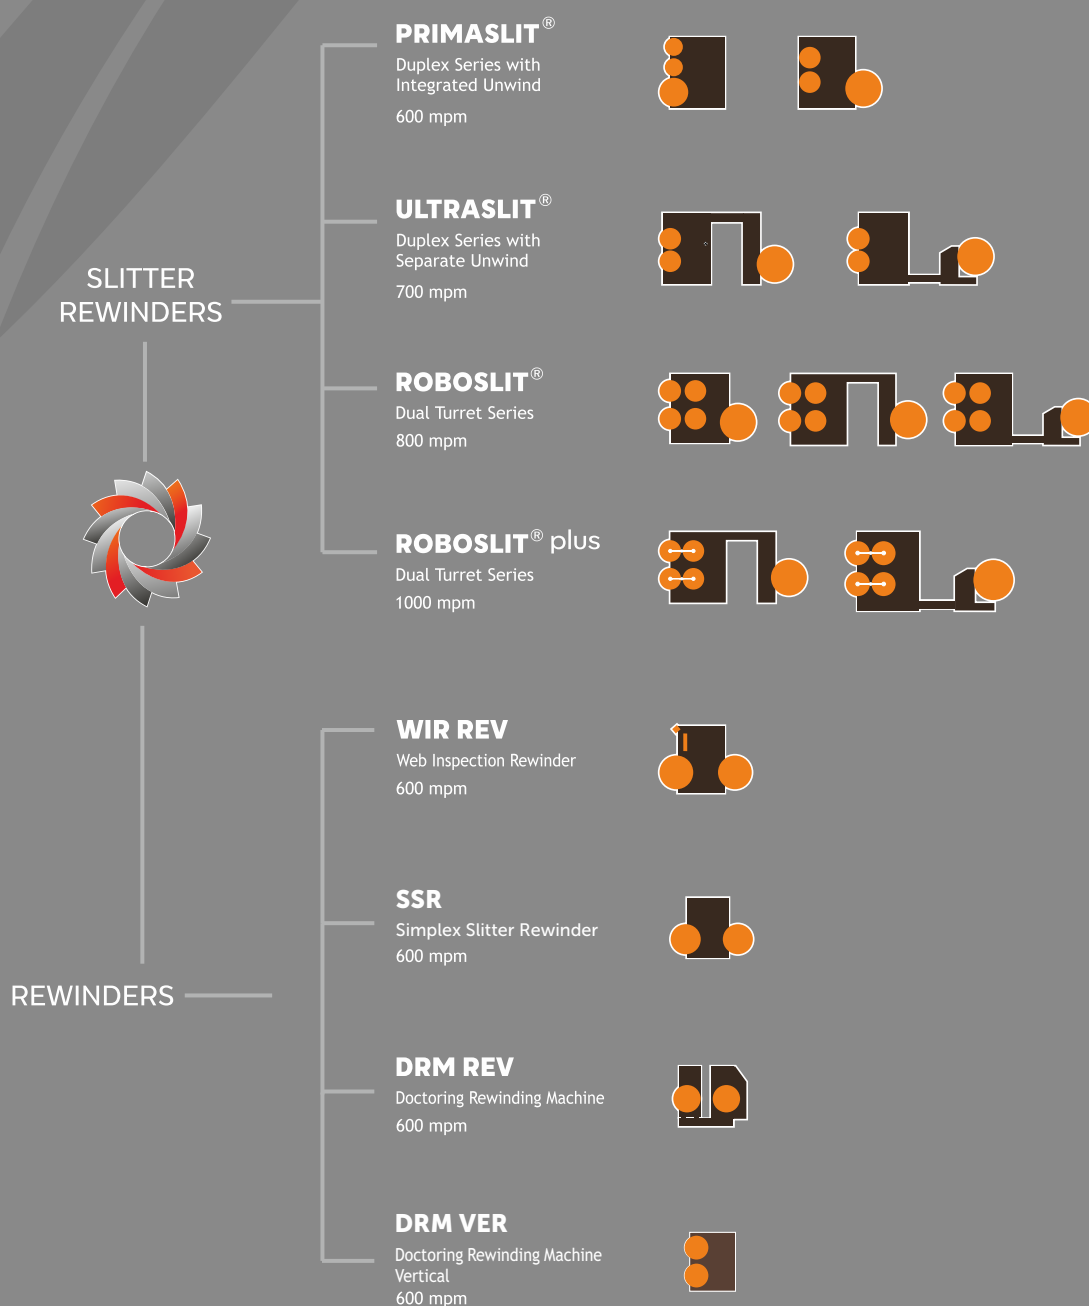 PRIMASLIT®
Duplex Series with
Integrated Unwind
600 mpm
ULTRASLIT®
Duplex Series with
Separate Unwind
700 mpm
SLITTER
REWINDERS
ROBOSLIT®
Dual Turret Series
800 mpm
ROBOSLIT® plus
Dual Turret Series
1000 mpm
WIR REV
Web Inspection Rewinder
600 mpm
SSR
Simplex Slitter Rewinder
600 mpm
REWINDERS
DRM REV
Doctoring Rewinding Machine
600 mpm
DRM VER
Doctoring Rewinding Machine
Vertical
600 mpm